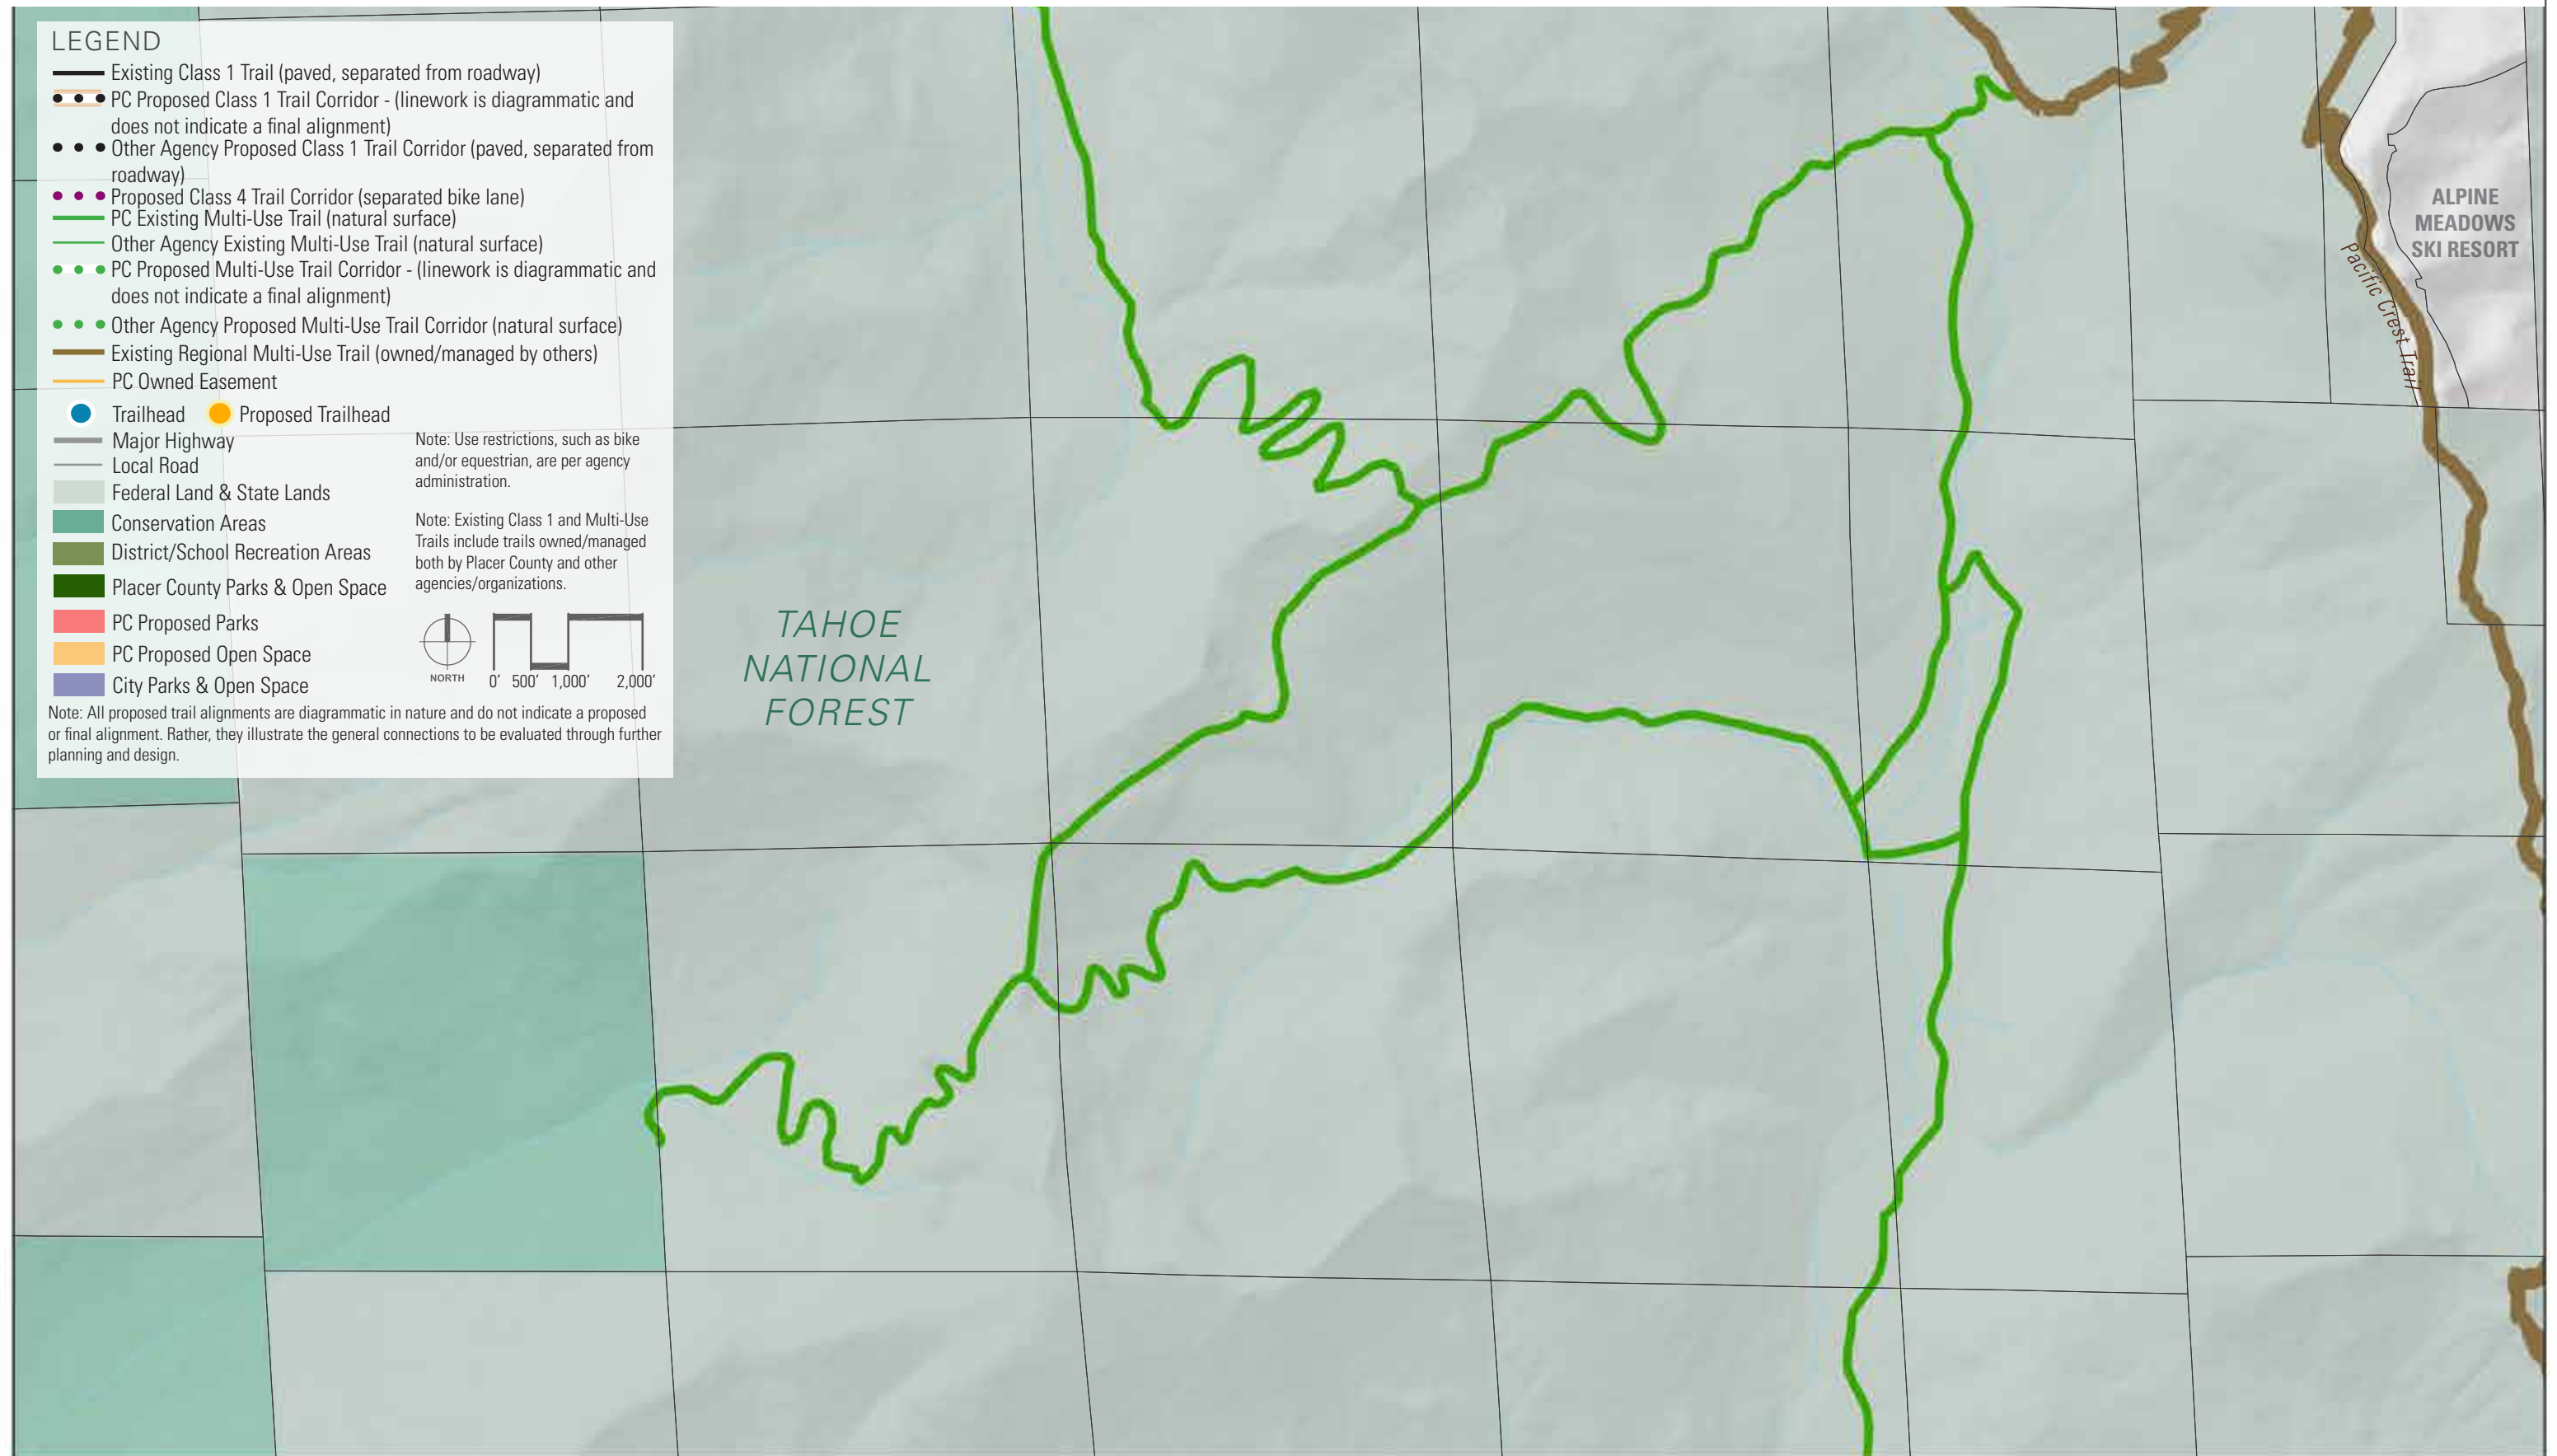 LEGEND
Existing Class 1 Trail (paved, separated from roadway)
PC Proposed Class 1 Trail Corridor - (linework is diagrammatic and
does not indicate a final alignment)
Other Agency Proposed Class 1 Trail Corridor (paved, separated from
roadway)
Proposed Class 4 Trail Corridor (separated bike lane)
PC Existing Multi-Use Trail (natural surface)
Other Agency Existing Multi-Use Trail (natural surface)
PC Proposed Multi-Use Trail Corridor - (linework is diagrammatic and
does not indicate a final alignment)
Other Agency Proposed Multi-Use Trail Corridor (natural surface)
Existing Regional Multi-Use Trail (owned/managed by others)
PC Owned Easement
Trailhead Proposed Trailhead
Major Highway
Local Road
Federal Land & State Lands
Conservation Areas
District/School Recreation Areas
Placer County Parks & Open Space
PC Proposed Parks
PC Proposed Open Space
City Parks & Open Space
Note: Use restrictions, such as bike
and/or equestrian, are per agency
administration.
Note: Existing Class 1 and Multi-Use
Trails include trails owned/managed
both by Placer County and other
agencies/organizations.
NORTH
0' 500' 1,000' 2,000'
Note: All proposed trail alignments are diagrammatic in nature and do not indicate a proposed
or final alignment. Rather, they illustrate the general connections to be evaluated through further
planning and design.
TAHOE
NATIONAL
FOREST
ALPINE
MEADOWS
SKI RESORT
Pacific Crest Trail